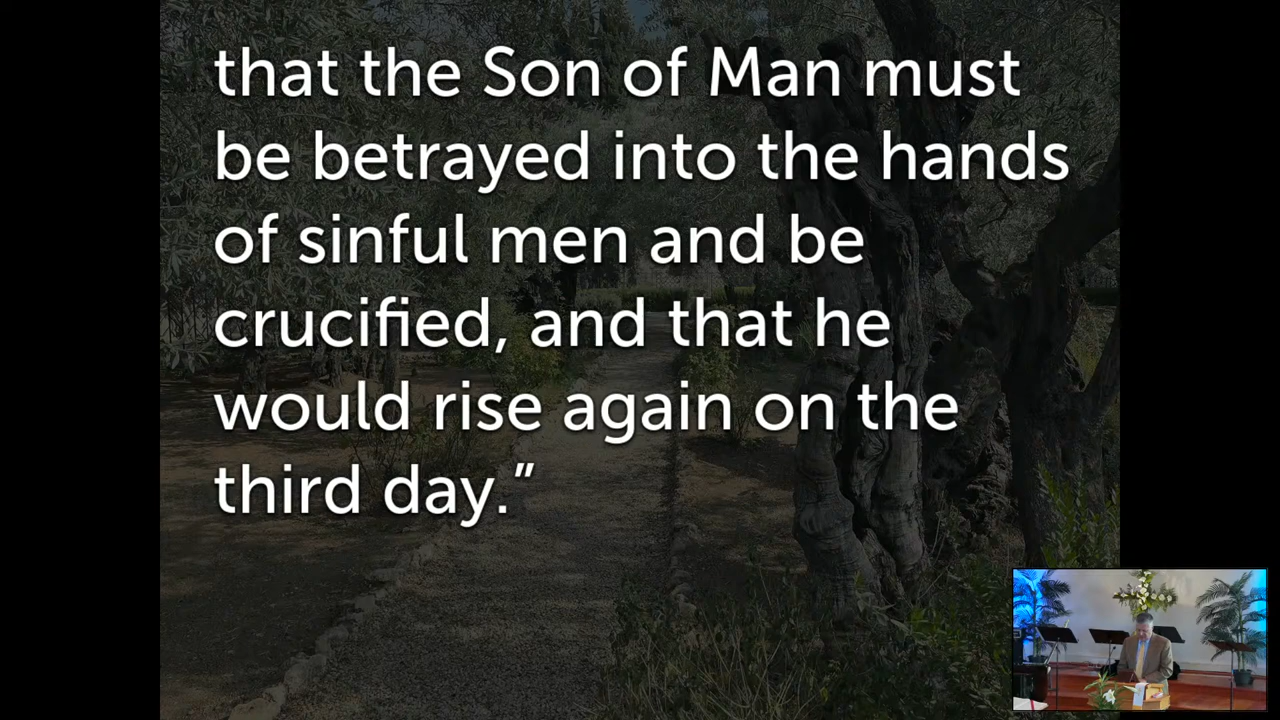 that the Son of Man must
be betrayed into the hands
of sinful men and be
crucified, and that he
would rise again on the
third day.”